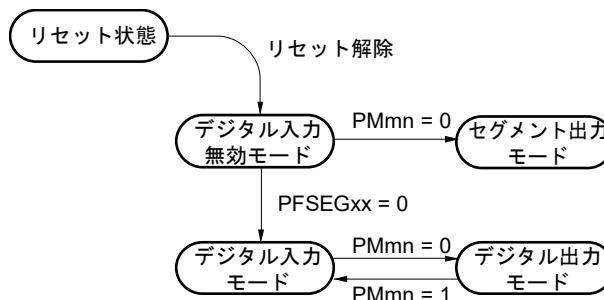 リセット状態
リセット解除
デジタル入力
無効モード
PMmn = 0
セグメント出力
モード
PFSEGxx = 0
デジタル入力
モード
PMmn = 0
PMmn = 1
デジタル出力
モード